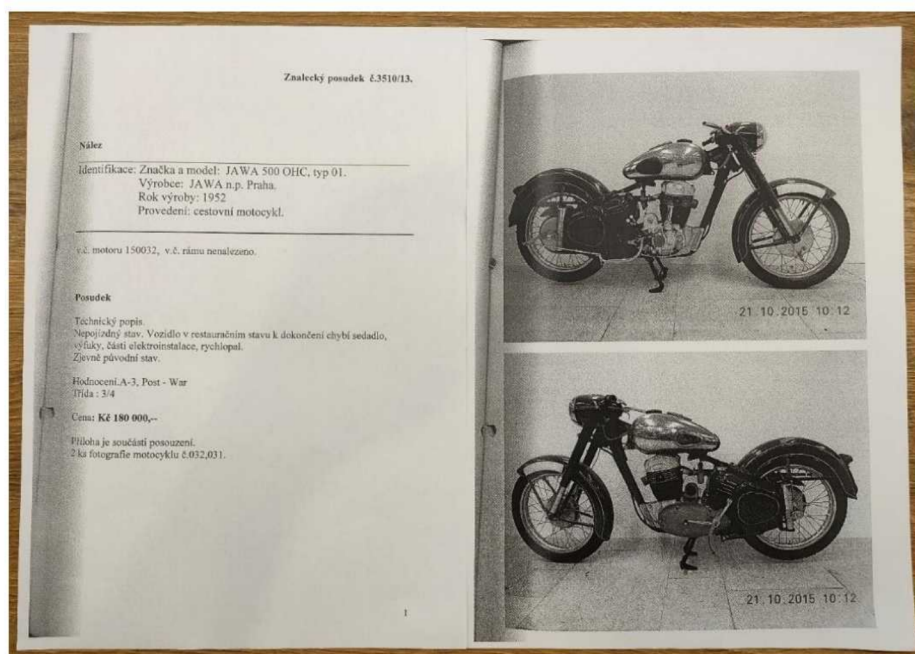 Znalecký posudek č.3510/13.
Nález
Identifikace: Značka a model: JAWA 500 OHC, typ 01.
Výrobce: JAWA n.p. Praha.
Rok výroby: 1952
Provedení: cestovní motocykl.
v.č. motoru 150032, v.č. rámu nenalezeno.
Posudek
Technický popis.
Nepojízdný stav. Vozidlo v restauračním stavu k dokončení chybí sedadlo,
výfuky, části elektroinstalace, rychlopal.
Zjevně původní stav.
Hodnocení.A-3, Post - War
Třída : 3/4
Cena: Kč 180 000,--
Příloha je součástí posouzení.
2 ks fotografie motocyklu č.032,031.
1
21.10.2015 10:12
21.10.2015 10:12